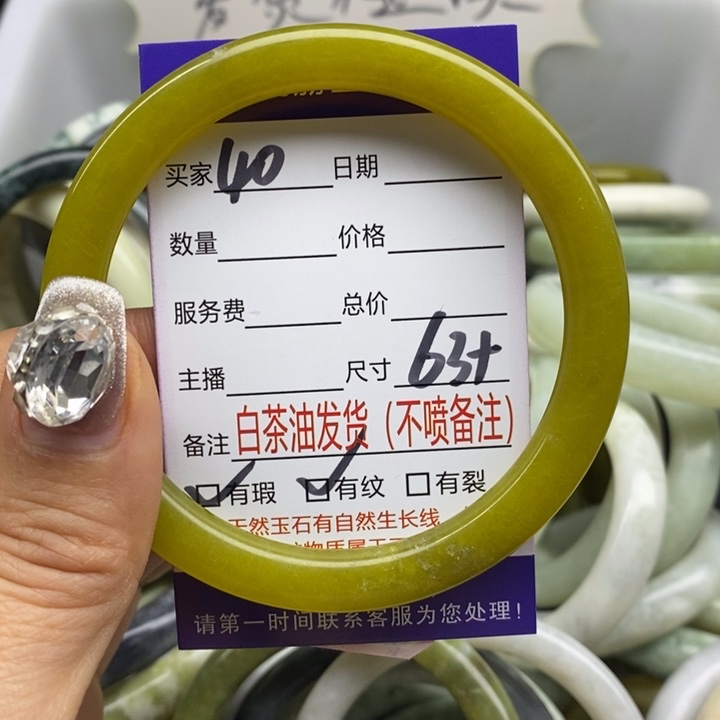 买家 40 日期
数量 价格
服务费 总价
主播 尺寸 63+
备注 白茶油发货（不喷备注）
有瑕 有纹 有裂
天然玉石有自然生长线
请第一时间联系客服为您处理！